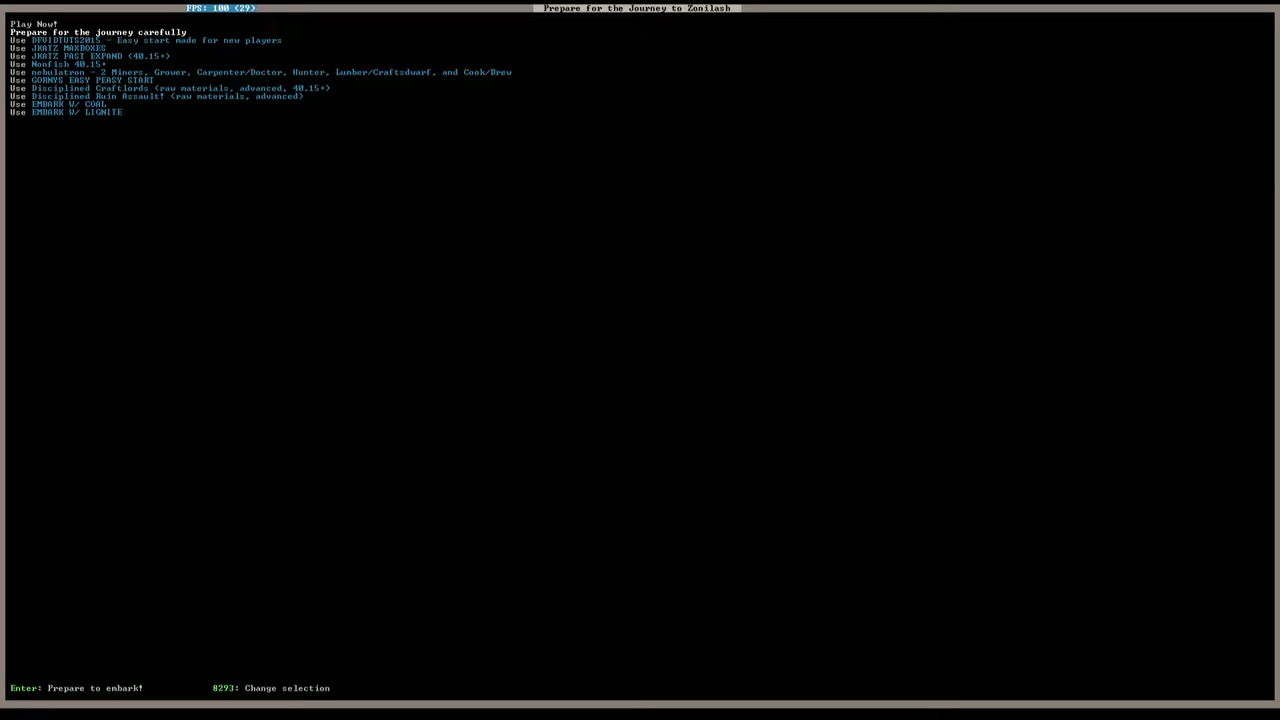 FPS: 100 (29)
Prepare for the Journey to Zonilash
Play Now!
Prepare for the journey carefully
Use DFVIDTUTS2015 - Easy start made for new players
Use JKATZ MAXBOXES
Use JKATZ FAST EXPAND (40.15+)
Use Nonfish 40.15+
Use nebulatron - 2 Miners, Grower, Carpenter/Doctor, Hunter, Lumber/Craftsdwarf, and Cook/Brew
Use GORNYS EASY PEASY START
Use Disciplined Craftlords (raw materials, advanced, 40.15+)
Use Disciplined Ruin Assault! (raw materials, advanced)
Use EMBARK W/ COAL
Use EMBARK W/ LIGNITE
Enter: Prepare to embark!
8293: Change selection